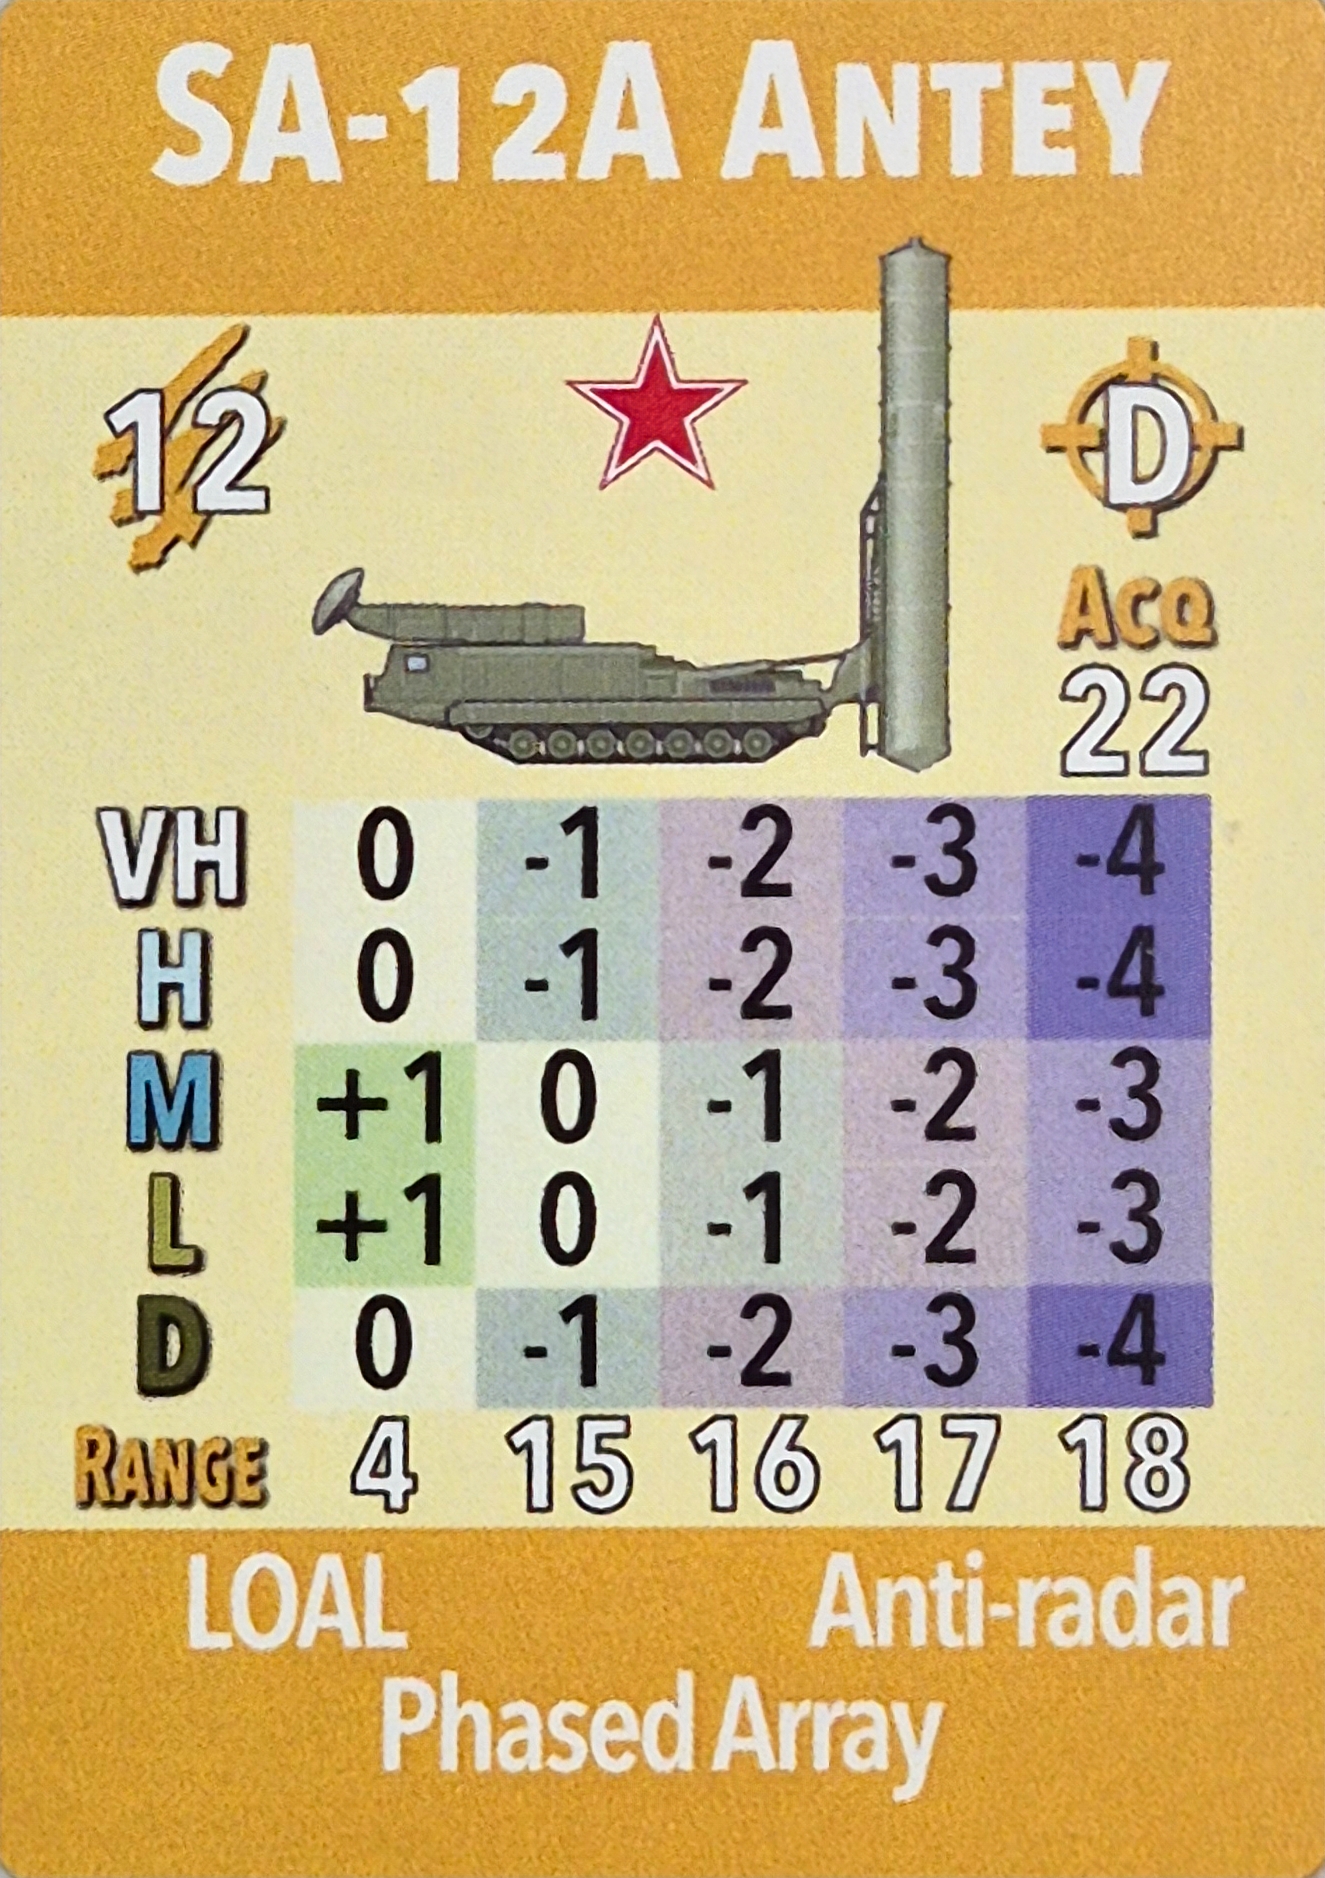 SA-12A ANTEY
12 D
ACQ
22
VH 0 -1 -2 -3 -4
H 0 -1 -2 -3 -4
M +1 0 -1 -2 -3
L +1 0 -1 -2 -3
D 0 -1 -2 -3 -4
RANGE 4 15 16 17 18
LOAL Anti-radar
Phased Array